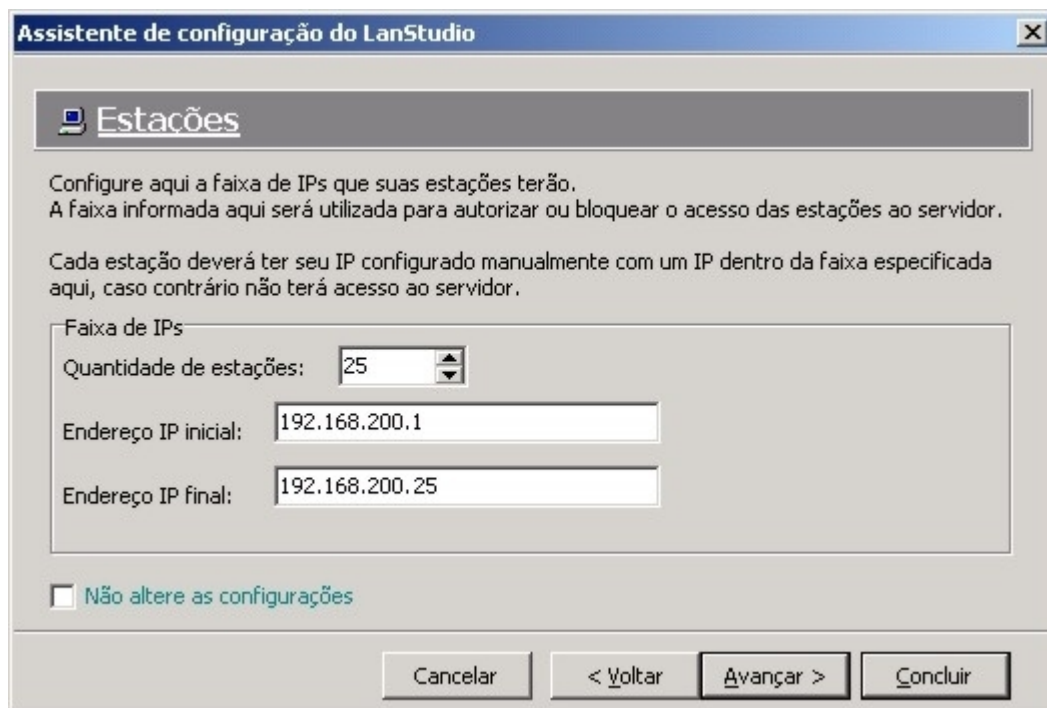 Assistente de configuração do LanStudio
Estações
Configure aqui a faixa de IPs que suas estações terão.
A faixa informada aqui será utilizada para autorizar ou bloquear o acesso das estações ao servidor.
Cada estação deverá ter seu IP configurado manualmente com um IP dentro da faixa especificada
aqui, caso contrário não terá acesso ao servidor.
Faixa de IPs
Quantidade de estações: 25
Endereço IP inicial: 192.168.200.1
Endereço IP final: 192.168.200.25
Não altere as configurações
Cancelar < Voltar Avançar > Concluir